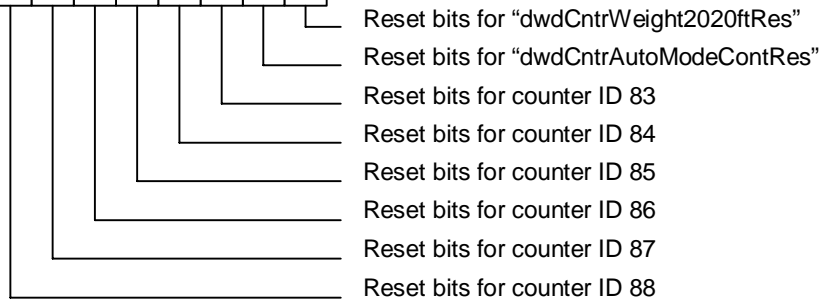 Reset bits for “dwdCntrWeight2020ftRes”
Reset bits for “dwdCntrAutoModeContRes”
Reset bits for counter ID 83
Reset bits for counter ID 84
Reset bits for counter ID 85
Reset bits for counter ID 86
Reset bits for counter ID 87
Reset bits for counter ID 88